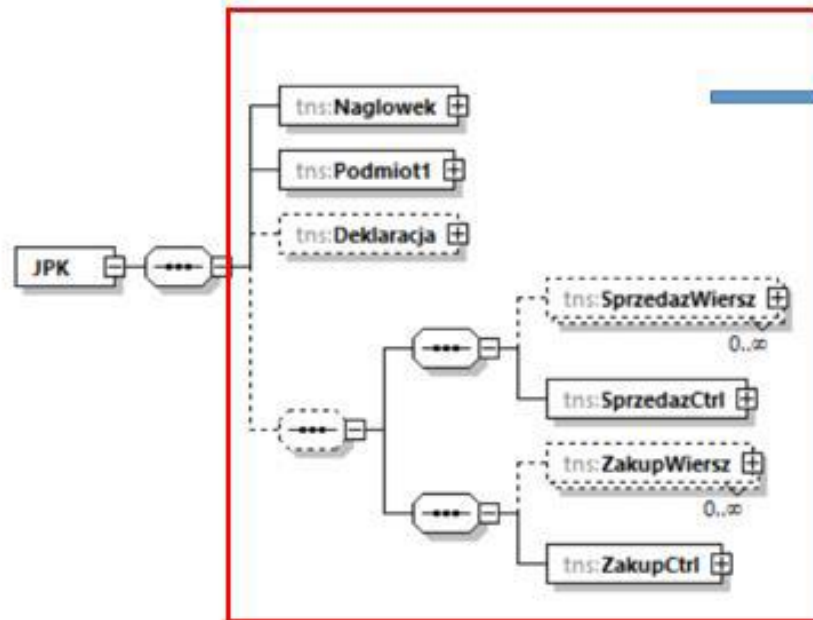 tns:Naglowek
tns:Podmiot1
tns:Deklaracja
JPK
tns:SprzedazWiersz
0..∞
tns:SprzedazCtrl
tns:ZakupWiersz
0..∞
tns:ZakupCtrl